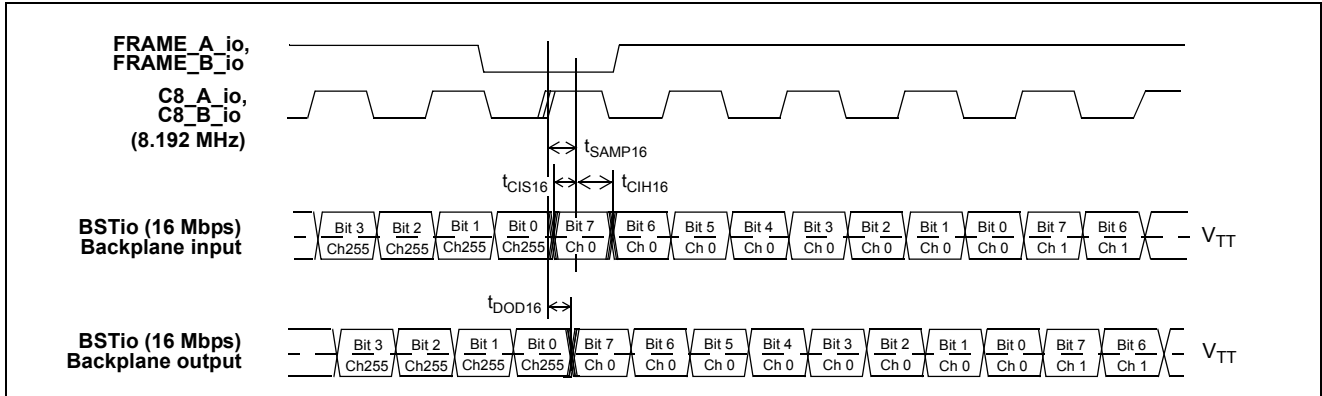 FRAME_A_io,
FRAME_B_io
C8_A_io,
C8_B_io
(8.192 MHz)
tSAMP16
tCIS16
tCIH16
BSTio (16 Mbps)
Backplane input
Bit 3 Bit 2 Bit 1 Bit 0 Bit 7 Bit 6 Bit 5 Bit 4 Bit 3 Bit 2 Bit 1 Bit 0 Bit 7 Bit 6
Ch255 Ch255 Ch255 Ch255 Ch 0 Ch 0 Ch 0 Ch 0 Ch 0 Ch 0 Ch 0 Ch 0 Ch 1 Ch 1
VTT
tDOD16
BSTio (16 Mbps)
Backplane output
Bit 3 Bit 2 Bit 1 Bit 0 Bit 7 Bit 6 Bit 5 Bit 4 Bit 3 Bit 2 Bit 1 Bit 0 Bit 7 Bit 6
Ch255 Ch255 Ch255 Ch255 Ch 0 Ch 0 Ch 0 Ch 0 Ch 0 Ch 0 Ch 0 Ch 0 Ch 1 Ch 1
VTT